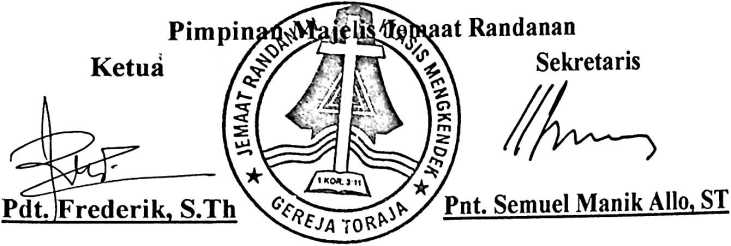 Pimpinan Majelis Jemaat Randanan
Ketua
Sekretaris
JEMAAT RANDANAN KLASIS MENGKENDEK
1 KOR. 3:11
GEREJA TORAJA
Pdt. Frederik, S.Th
Pnt. Semuel Manik Allo, ST